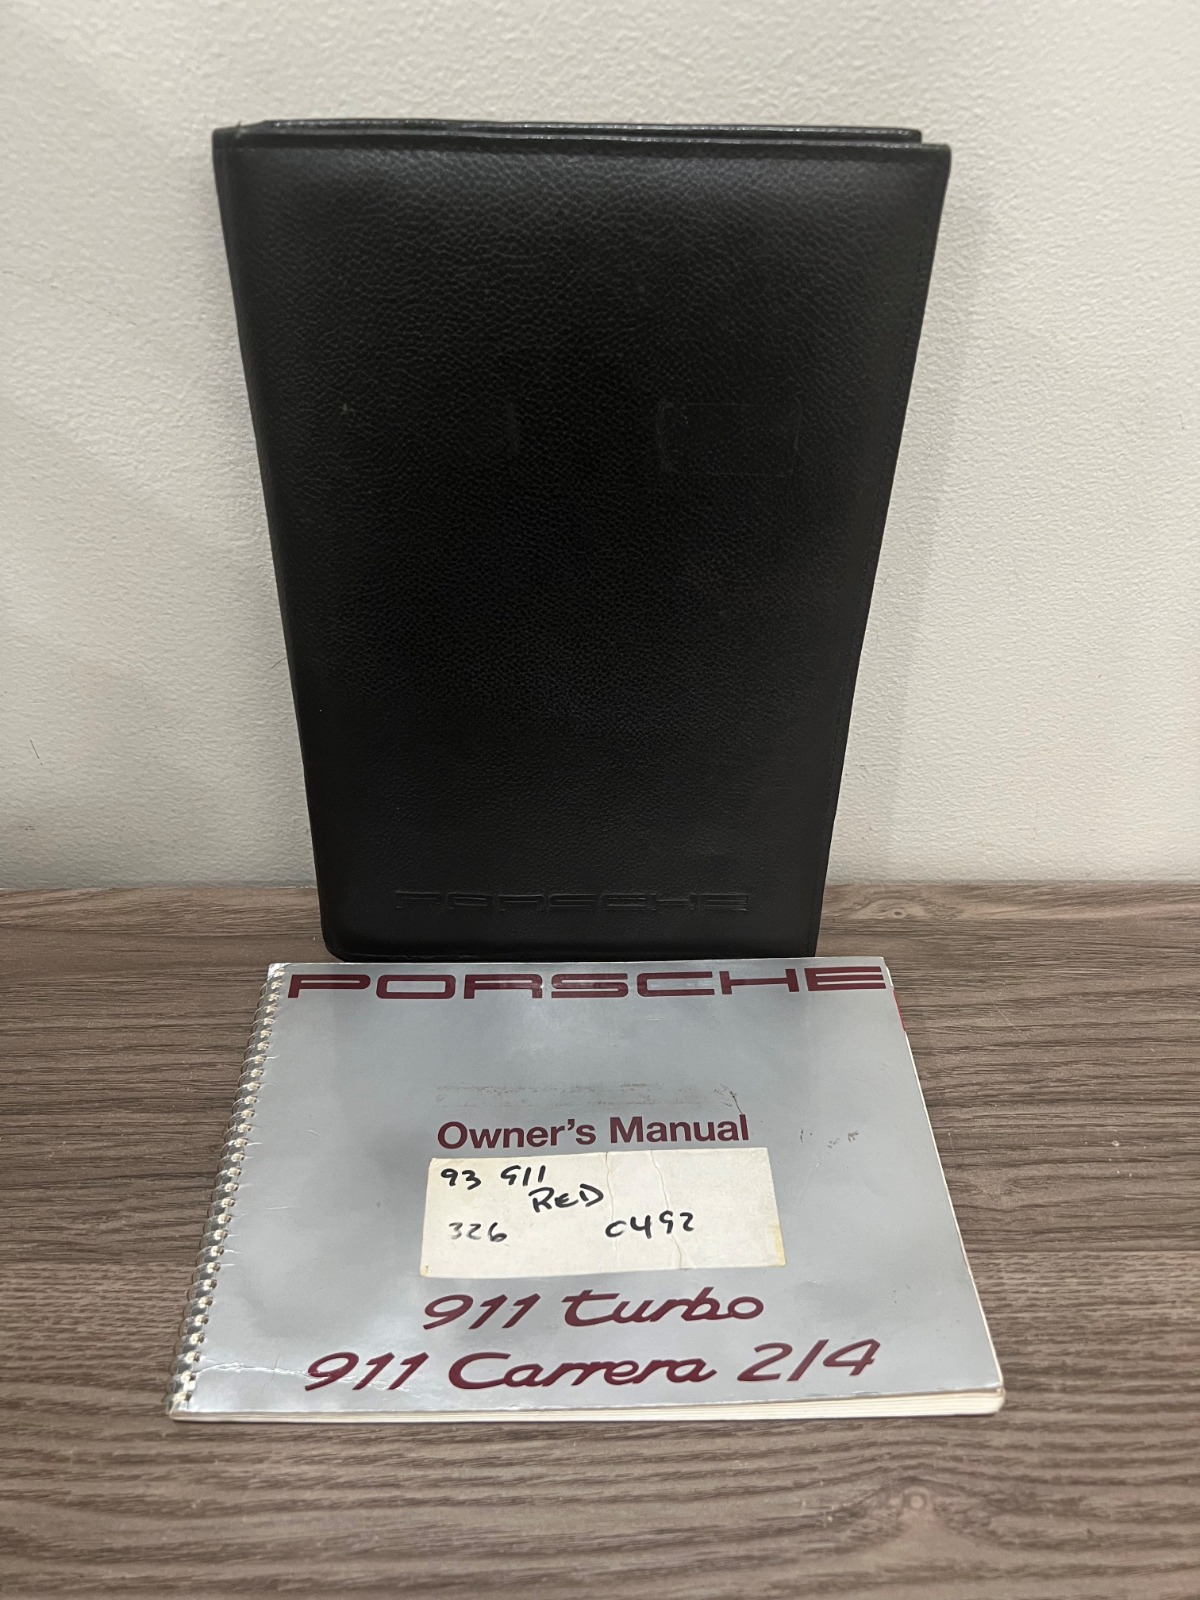 PORSCHE
PORSCHE
Owner's Manual
93 911
RED
326 C492
911 turbo
911 Carrera 2/4